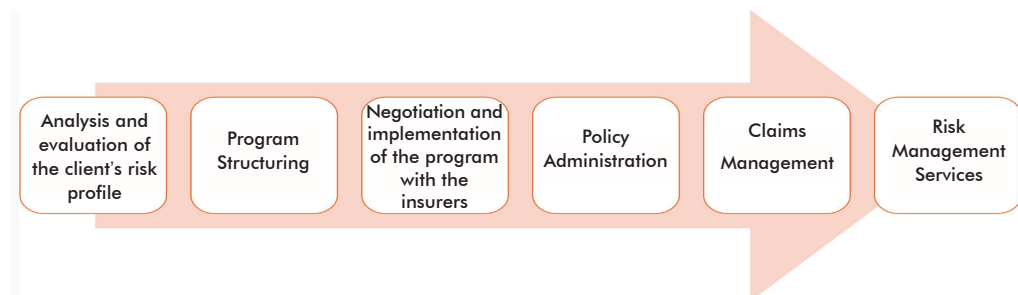 Analysis and
evaluation of
the client's risk
profile
Program
Structuring
Negotiation and
implementation
of the program
with the
insurers
Policy
Administration
Claims
Management
Risk
Management
Services